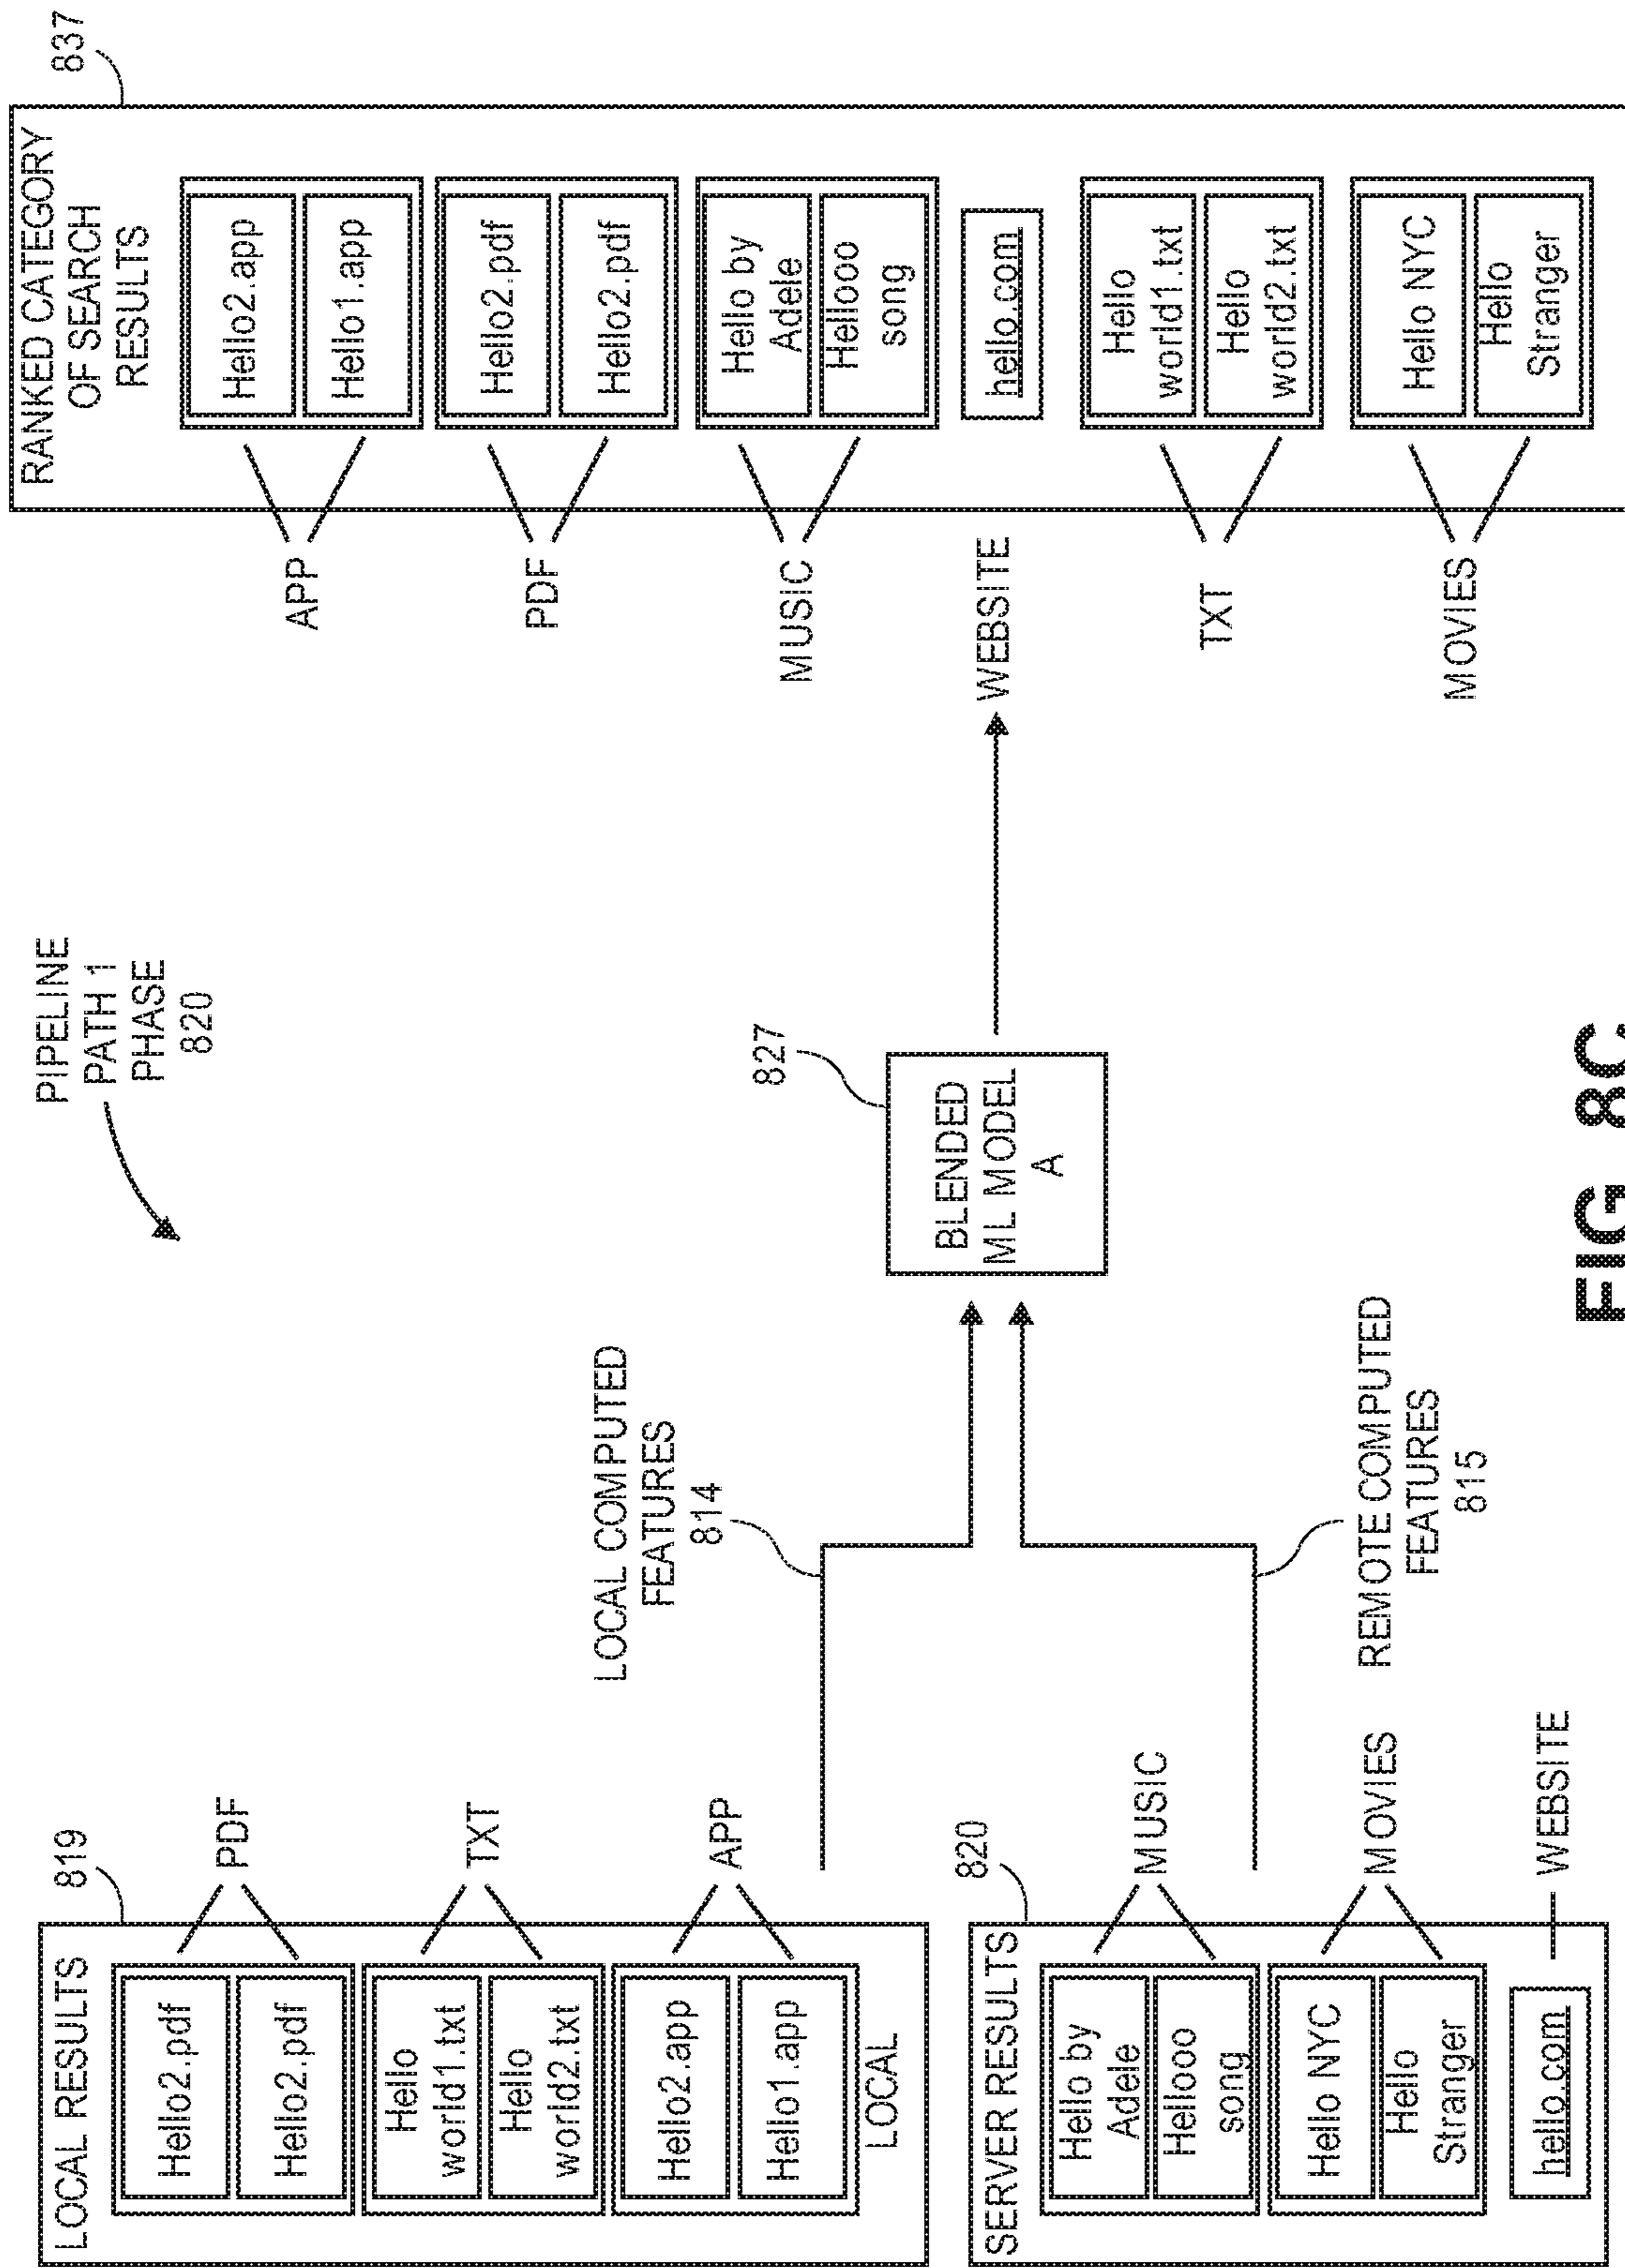 PIPELINE
PATH 1
PHASE
820
LOCAL RESULTS
819
Hello2.pdf
Hello2.pdf
PDF
Hello
world1.txt
Hello
world2.txt
TXT
Hello2.app
Hello1.app
APP
LOCAL
SERVER RESULTS
820
Hello by
Adele
Hellooo
song
MUSIC
Hello NYC
Hello
Stranger
MOVIES
hello.com
WEBSITE
LOCAL COMPUTED
FEATURES
814
REMOTE COMPUTED
FEATURES
815
827
BLENDED
ML MODEL
A
837
RANKED CATEGORY
OF SEARCH
RESULTS
APP
Hello2.app
Hello1.app
PDF
Hello2.pdf
Hello2.pdf
MUSIC
Hello by
Adele
Hellooo
song
WEBSITE
hello.com
TXT
Hello
world1.txt
Hello
world2.txt
MOVIES
Hello NYC
Hello
Stranger
FIG 8C